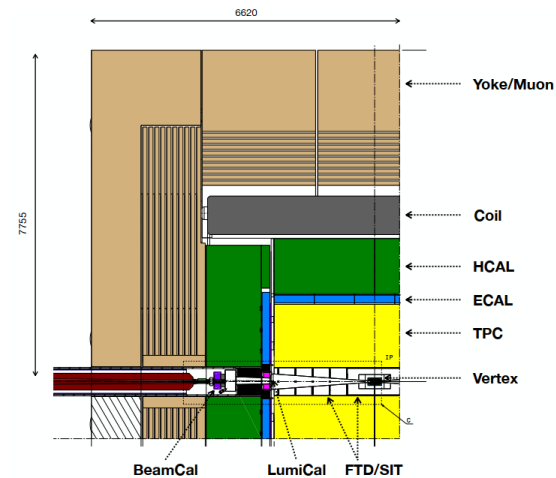 6620
Yoke/Muon
7755
Coil
HCAL
ECAL
TPC
IP
Vertex
C
BeamCal
LumiCal
FTD/SIT